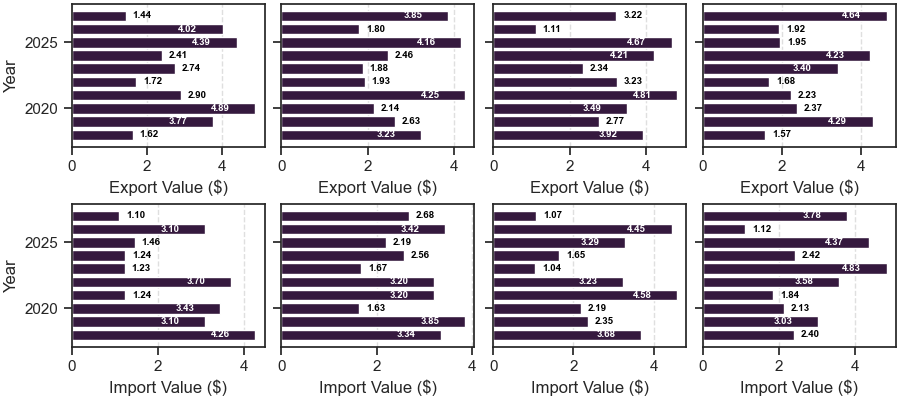 1.44 3.85 3.22 4.64
4.02 1.80 1.11 1.92
2025 4.39 4.16 4.67 1.95
2.41 2.46 4.21 4.23
Year 2.74 1.88 2.34 3.40
1.72 1.93 3.23 1.68
2.90 4.25 4.81 2.23
2020 4.89 2.14 3.49 2.37
3.77 2.63 2.77 4.29
1.62 3.23 3.92 1.57
0 2 4 0 2 4 0 2 4 0 2 4
Export Value ($) Export Value ($) Export Value ($) Export Value ($)
1.10 2.68 1.07 3.78
3.10 3.42 4.45 1.12
2025 1.46 2.19 3.29 4.37
1.24 2.56 1.65 2.42
Year 1.23 1.67 1.04 4.83
3.70 3.20 3.23 3.58
1.24 3.20 4.58 1.84
2020 3.43 1.63 2.19 2.13
3.10 3.85 2.35 3.03
4.26 3.34 3.68 2.40
0 2 4 0 2 4 0 2 4 0 2 4
Import Value ($) Import Value ($) Import Value ($) Import Value ($)